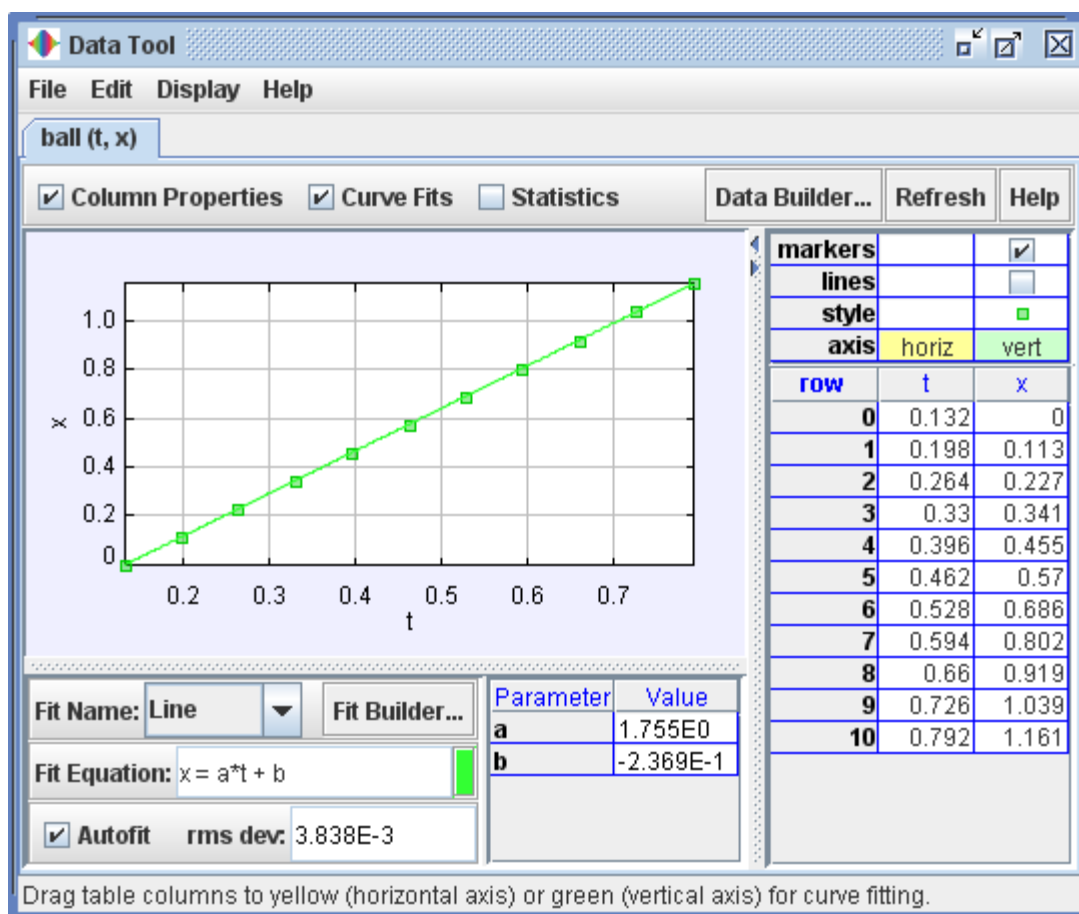 Data Tool
File Edit Display Help
ball (t, x)
Column Properties Curve Fits Statistics Data Builder... Refresh Help
1.0
0.8
0.6
0.4
0.2
0
x
0.2 0.3 0.4 0.5 0.6 0.7
t
markers
lines
style
axis horiz vert
row t x
0 0.132 0
1 0.198 0.113
2 0.264 0.227
3 0.33 0.341
4 0.396 0.455
5 0.462 0.57
6 0.528 0.686
7 0.594 0.802
8 0.66 0.919
9 0.726 1.039
10 0.792 1.161
Fit Name: Line Fit Builder...
Fit Equation: x = a*t + b
Autofit rms dev: 3.838E-3
Parameter Value
a 1.755E0
b -2.369E-1
Drag table columns to yellow (horizontal axis) or green (vertical axis) for curve fitting.